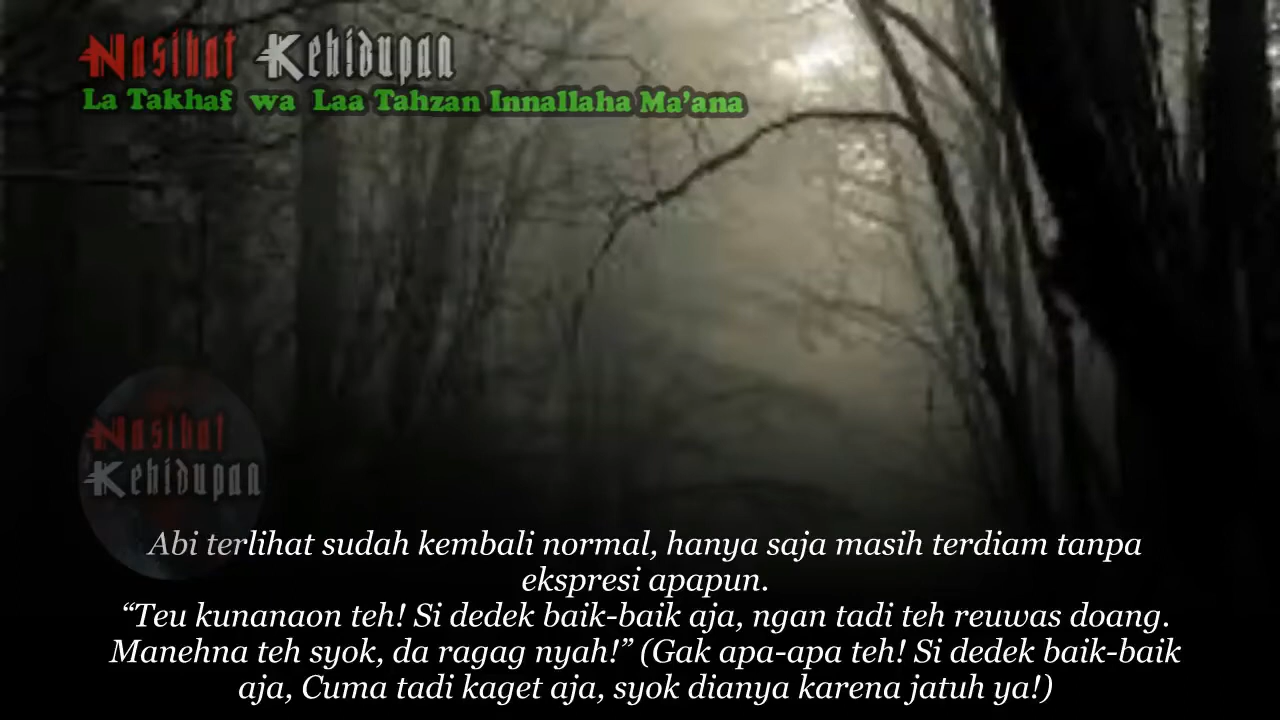 Nasihat Kehidupan
La Takhaf wa Laa Tahzan Innallaha Ma'ana
Nasihat
Kehidupan
Abi terlihat sudah kembali normal, hanya saja masih terdiam tanpa
ekspresi apapun.
“Teu kunanaon teh! Si dedek baik-baik aja, ngan tadi teh reuwas doang.
Manehna teh syok, da ragag nyah!” (Gak apa-apa teh! Si dedek baik-baik
aja, Cuma tadi kaget aja, syok dianya karena jatuh ya!)